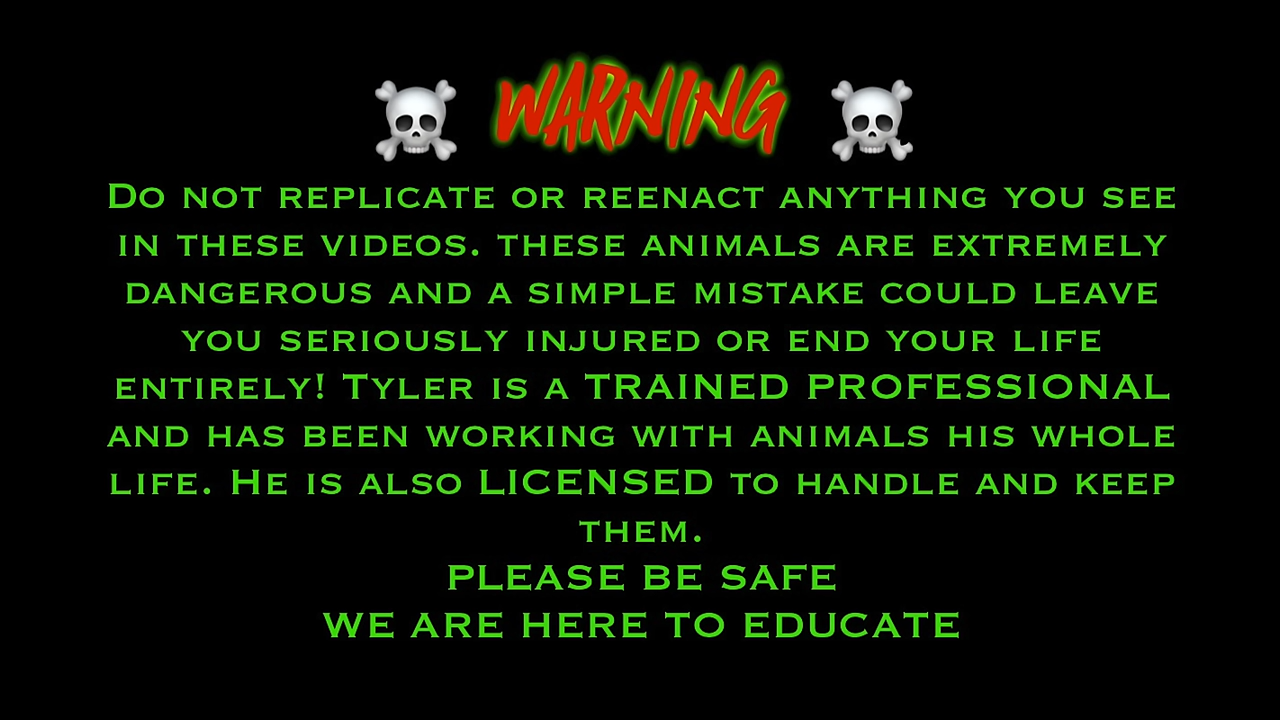 ☠️ WARNING ☠️
Do not replicate or reenact anything you see
in these videos. these animals are extremely
dangerous and a simple mistake could leave
you seriously injured or end your life
entirely! Tyler is a TRAINED PROFESSIONAL
and has been working with animals his whole
life. He is also LICENSED to handle and keep
them.
PLEASE BE SAFE
WE ARE HERE TO EDUCATE